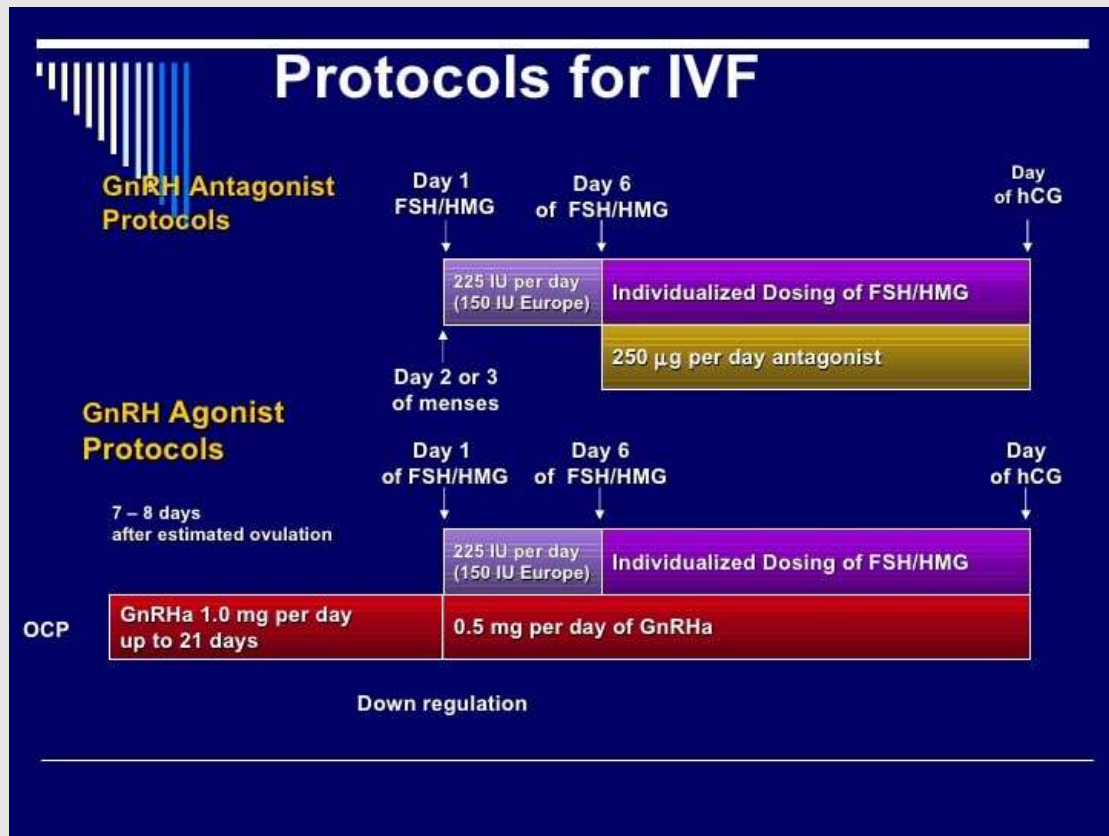 Protocols for IVF
GnRH Antagonist
Protocols
Day 1
FSH/HMG
Day 6
of FSH/HMG
Day
of hCG
225 IU per day
(150 IU Europe)
Individualized Dosing of FSH/HMG
250 μg per day antagonist
Day 2 or 3
of menses
GnRH Agonist
Protocols
Day 1
of FSH/HMG
Day 6
of FSH/HMG
Day
of hCG
7 – 8 days
after estimated ovulation
225 IU per day
(150 IU Europe)
Individualized Dosing of FSH/HMG
OCP
GnRHa 1.0 mg per day
up to 21 days
0.5 mg per day of GnRHa
Down regulation